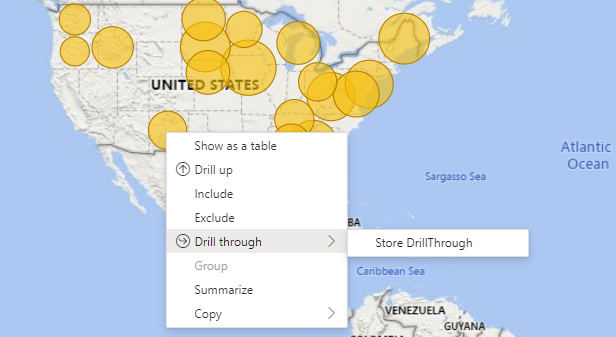 UNITED STATES
Show as a table
Drill up
Include
Exclude
Drill through
Store DrillThrough
Group
Summarize
Copy
Atlantic
Ocean
Sargasso Sea
BA
Caribbean Sea
VENEZUELA
GUYANA